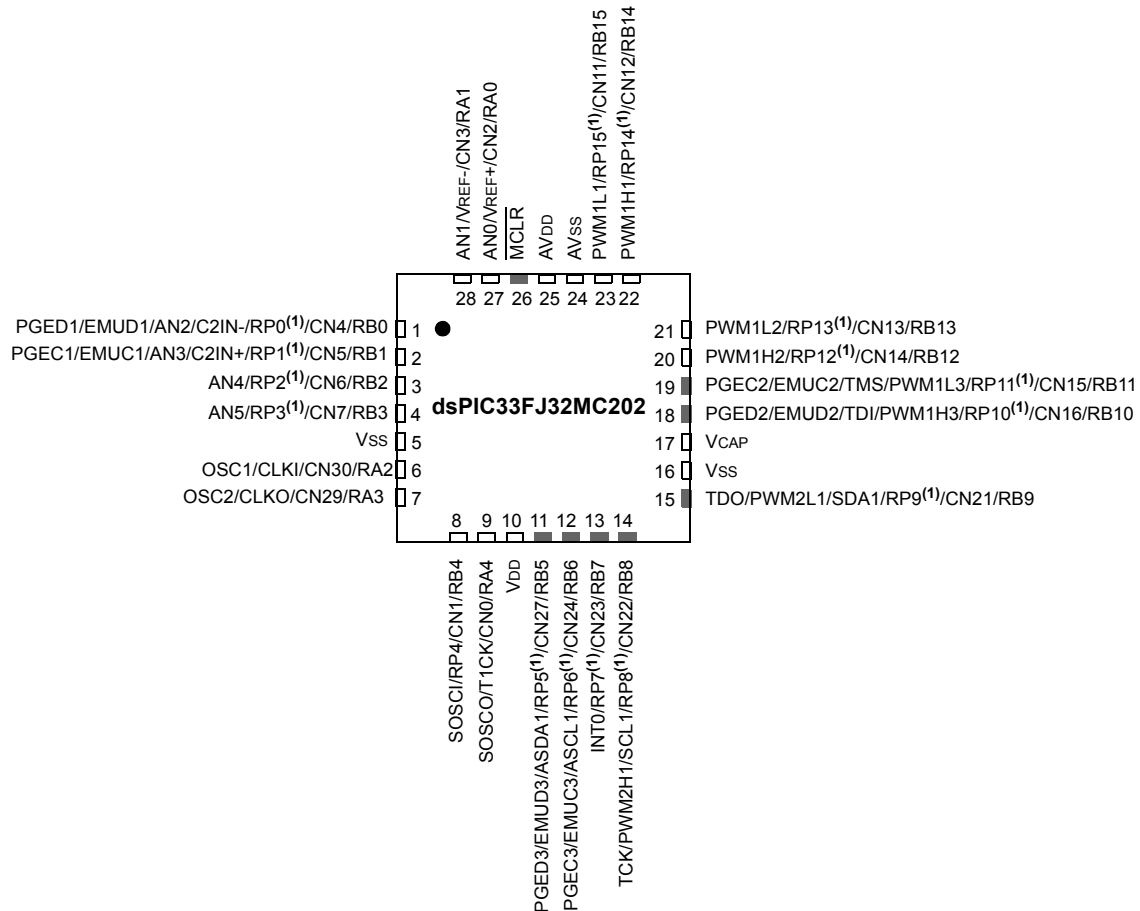 AN1/VREF-/CN3/RA1
AN0/VREF+/CN2/RA0
MCLR
AVDD
AVSS
PWM1L1/RP15(1)/CN11/RB15
PWM1H1/RP14(1)/CN12/RB14
28 27 26 25 24 23 22
PGED1/EMUD1/AN2/C2IN-/RP0(1)/CN4/RB0 1
PGEC1/EMUC1/AN3/C2IN+/RP1(1)/CN5/RB1 2
AN4/RP2(1)/CN6/RB2 3
AN5/RP3(1)/CN7/RB3 4
VSS 5
OSC1/CLKI/CN30/RA2 6
OSC2/CLKO/CN29/RA3 7
dsPIC33FJ32MC202
21 PWM1L2/RP13(1)/CN13/RB13
20 PWM1H2/RP12(1)/CN14/RB12
19 PGEC2/EMUC2/TMS/PWM1L3/RP11(1)/CN15/RB11
18 PGED2/EMUD2/TDI/PWM1H3/RP10(1)/CN16/RB10
17 VCAP
16 VSS
15 TDO/PWM2L1/SDA1/RP9(1)/CN21/RB9
8 9 10 11 12 13 14
SOSCI/RP4/CN1/RB4
SOSCO/T1CK/CN0/RA4
VDD
PGED3/EMUD3/ASDA1/RP5(1)/CN27/RB5
PGEC3/EMUC3/ASCL1/RP6(1)/CN24/RB6
INT0/RP7(1)/CN23/RB7
TCK/PWM2H1/SCL1/RP8(1)/CN22/RB8